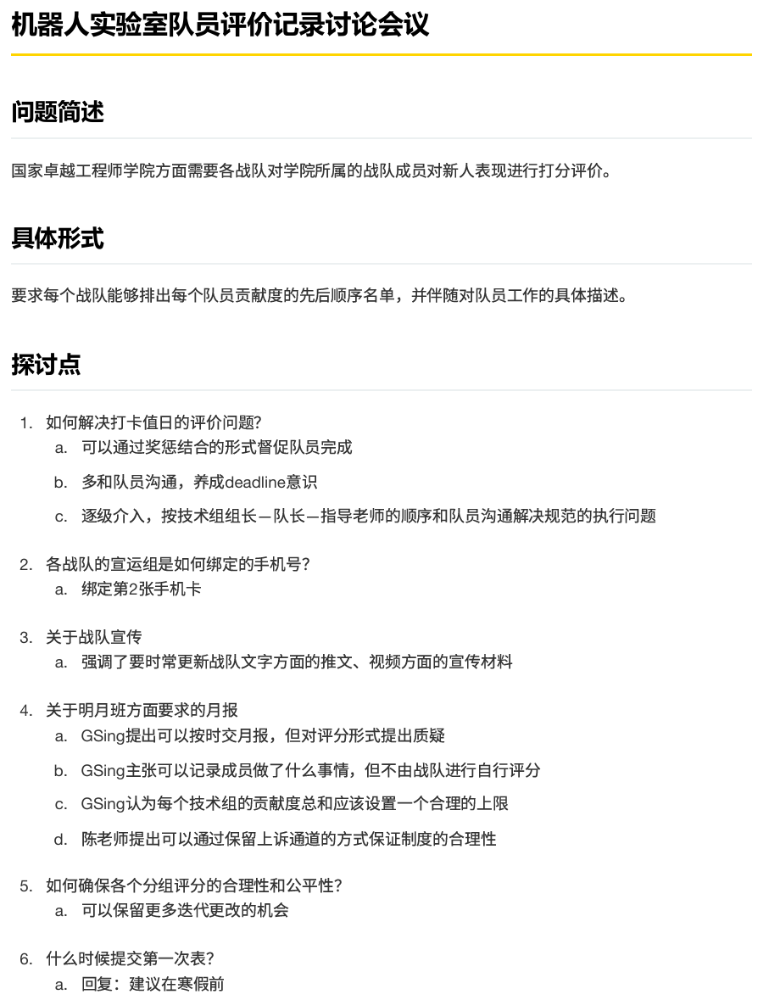 机器人实验室队员评价记录讨论会议
问题简述
国家卓越工程师学院方面需要各战队对学院所属的战队成员对新人表现进行打分评价。
具体形式
要求每个战队能够排出每个队员贡献度的先后顺序名单，并伴随对队员工作的具体描述。
探讨点
1. 如何解决打卡值日的评价问题？
a. 可以通过奖惩结合的形式督促队员完成
b. 多和队员沟通，养成deadline意识
c. 逐级介入，按技术组组长—队长—指导老师的顺序和队员沟通解决规范的执行问题
2. 各战队的宣运组是如何绑定的手机号？
a. 绑定第2张手机卡
3. 关于战队宣传
a. 强调了要时常更新战队文字方面的推文、视频方面的宣传材料
4. 关于明月班方面要求的月报
a. GSing提出可以按时交月报，但对评分形式提出质疑
b. GSing主张可以记录成员做了什么事情，但不由战队进行自行评分
c. GSing认为每个技术组的贡献度总和应该设置一个合理的上限
d. 陈老师提出可以通过保留上诉通道的方式保证制度的合理性
5. 如何确保各个分组评分的合理性和公平性？
a. 可以保留更多迭代更改的机会
6. 什么时候提交第一次表？
a. 回复：建议在寒假前